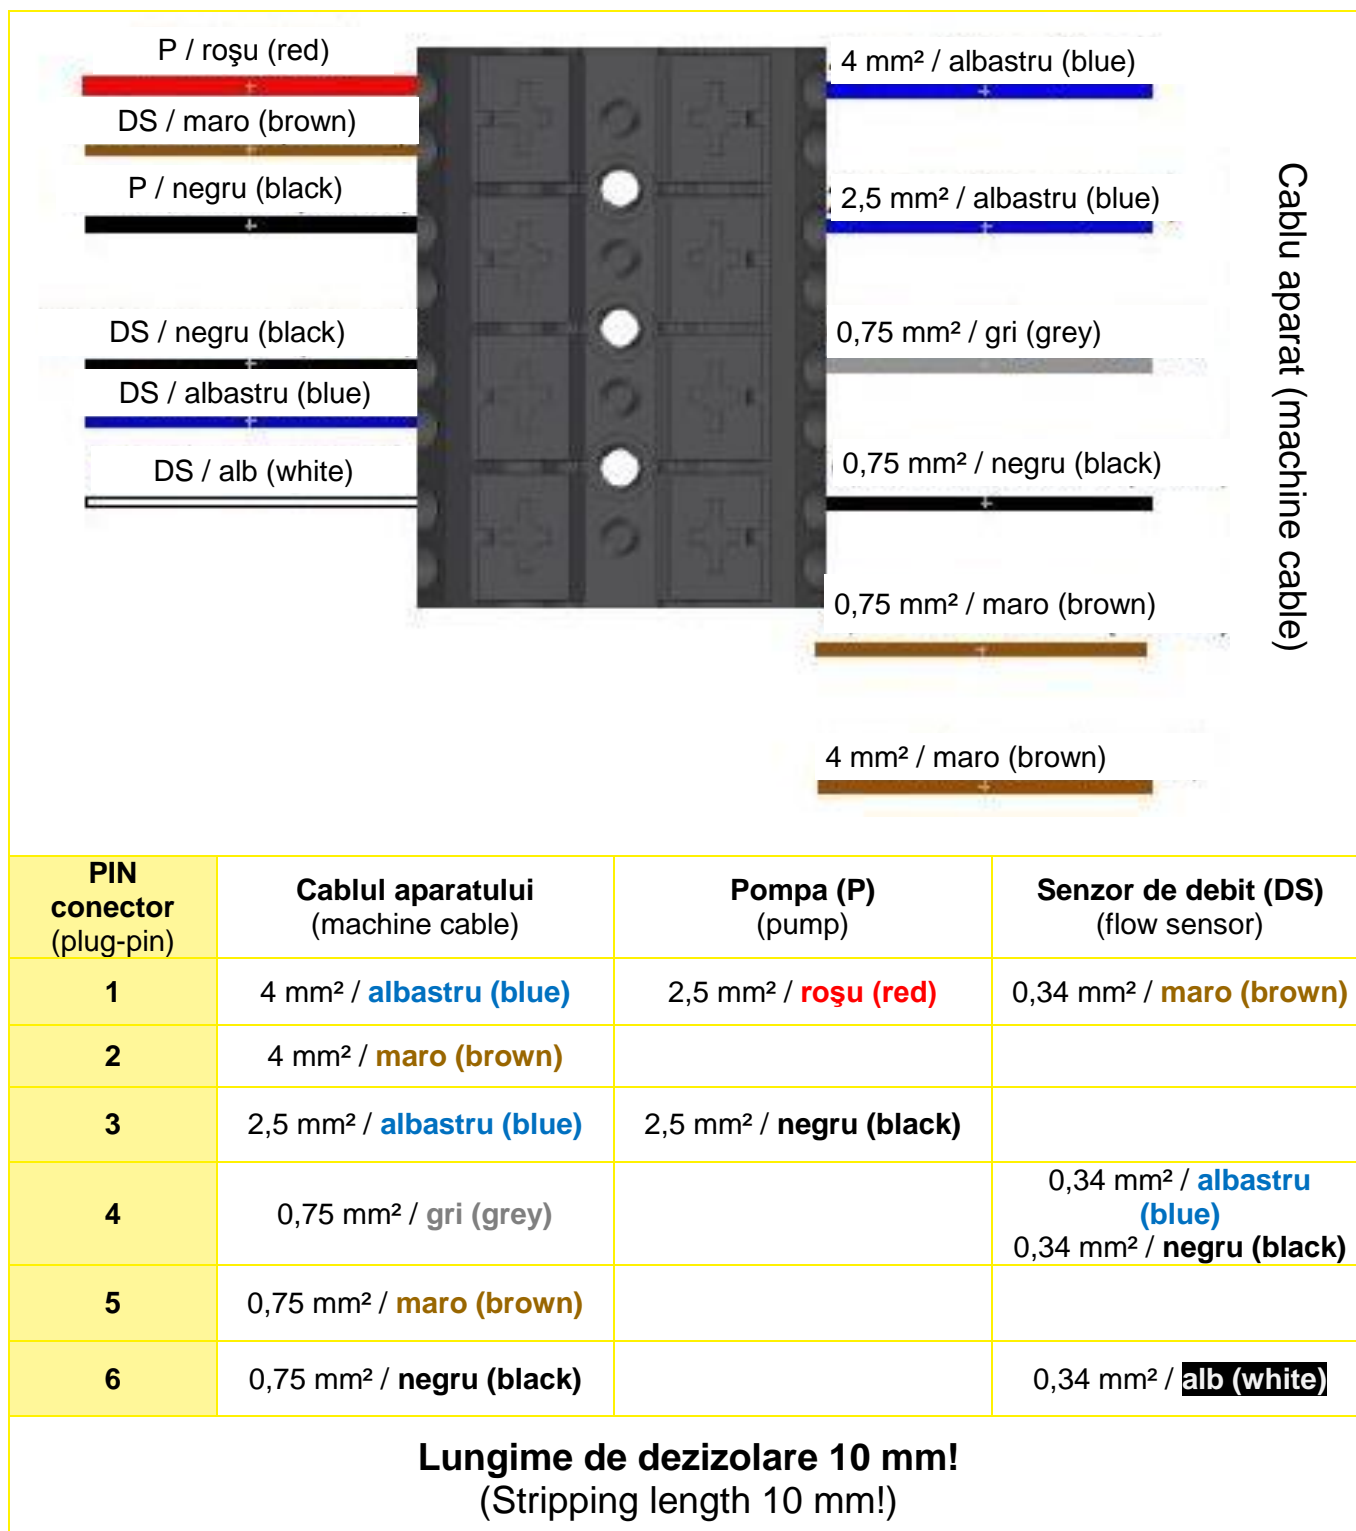 P / roşu (red)
DS / maro (brown)
P / negru (black)
DS / negru (black)
DS / albastru (blue)
DS / alb (white)
4 mm² / albastru (blue)
2,5 mm² / albastru (blue)
0,75 mm² / gri (grey)
0,75 mm² / negru (black)
0,75 mm² / maro (brown)
4 mm² / maro (brown)
Cablu aparat (machine cable)
PIN
conector
(plug-pin)
Cablul aparatului
(machine cable)
Pompa (P)
(pump)
Senzor de debit (DS)
(flow sensor)
1
4 mm² / albastru (blue)
2,5 mm² / roşu (red)
0,34 mm² / maro (brown)
2
4 mm² / maro (brown)
3
2,5 mm² / albastru (blue)
2,5 mm² / negru (black)
4
0,75 mm² / gri (grey)
0,34 mm² / albastru
(blue)
0,34 mm² / negru (black)
5
0,75 mm² / maro (brown)
6
0,75 mm² / negru (black)
0,34 mm² / alb (white)
Lungime de dezizolare 10 mm!
(Stripping length 10 mm!)